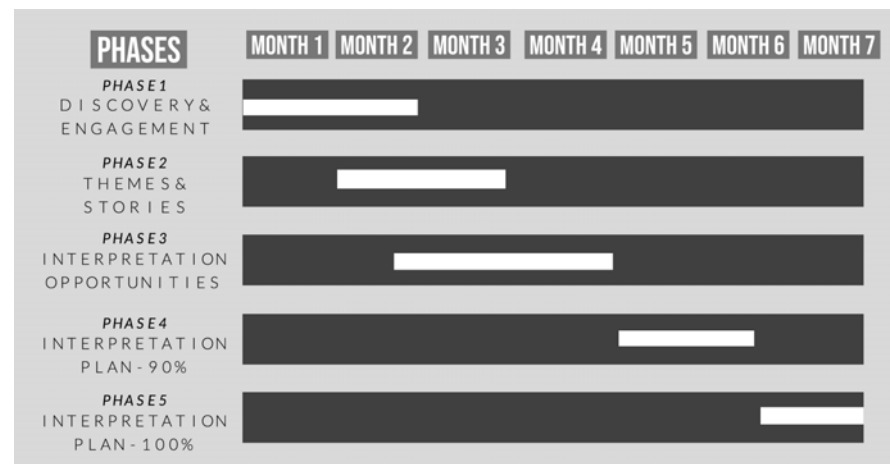 PHASES MONTH 1 MONTH 2 MONTH 3 MONTH 4 MONTH 5 MONTH 6 MONTH 7
PHASE1
DISCOVERY&
ENGAGEMENT
PHASE2
THEMES&
STORIES
PHASE3
INTERPRETATION
OPPORTUNITIES
PHASE4
INTERPRETATION
PLAN-90%
PHASE5
INTERPRETATION
PLAN-100%